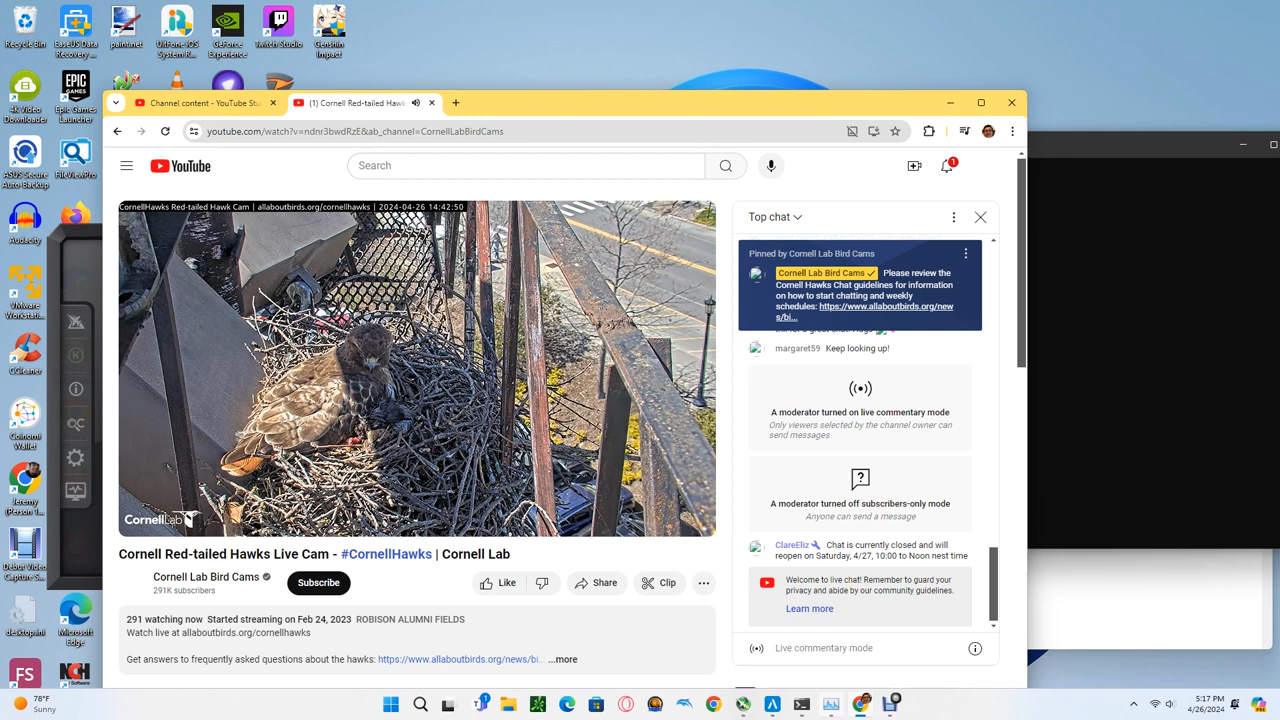 Recycle Bin
EaseUS Data
Recovery ...
paint.net
UltFone iOS
System R...
GeForce
Experience
Twitch Studio
Genshin
Impact
4K Video
Downloader
EPIC
GAMES
Epic Games
Launcher
ASUS Secure
Auto-Backup
FileViewPro
Audacity
VMware
Workstati...
CCleaner
Coinomi
Wallet
Jeremy
(Person 1...
Debut Video
Capture S...
desktop.ini
Microsoft
Edge
FS
NCH
Software
Channel content - YouTube Stu
(1) Cornell Red-tailed Hawk
youtube.com/watch?v=ndnr3bwdRzE&ab_channel=CornellLabBirdCams
YouTube
Search
1
CornellHawks Red-tailed Hawk Cam | allaboutbirds.org/cornellhawks | 2024-04-26 14:42:50
CornellLab
Cornell Red-tailed Hawks Live Cam - #CornellHawks | Cornell Lab
Cornell Lab Bird Cams
291K subscribers
Subscribe
Like
Share
Clip
291 watching now Started streaming on Feb 24, 2023 ROBISON ALUMNI FIELDS
Watch live at allaboutbirds.org/cornellhawks
Get answers to frequently asked questions about the hawks: https://www.allaboutbirds.org/news/bi... ...more
Top chat
Pinned by Cornell Lab Bird Cams
Cornell Lab Bird Cams Please review the
Cornell Hawks Chat guidelines for information
on how to start chatting and weekly
schedules: https://www.allaboutbirds.org/new
s/bi...
margaret59 Keep looking up!
A moderator turned on live commentary mode
Only viewers selected by the channel owner can
send messages
A moderator turned off subscribers-only mode
Anyone can send a message
ClareEliz Chat is currently closed and will
reopen on Saturday, 4/27, 10:00 to Noon nest time
Welcome to live chat! Remember to guard your
privacy and abide by our community guidelines.
Learn more
Live commentary mode
78°F
Sunny
1
5:17 PM
4/26/2024